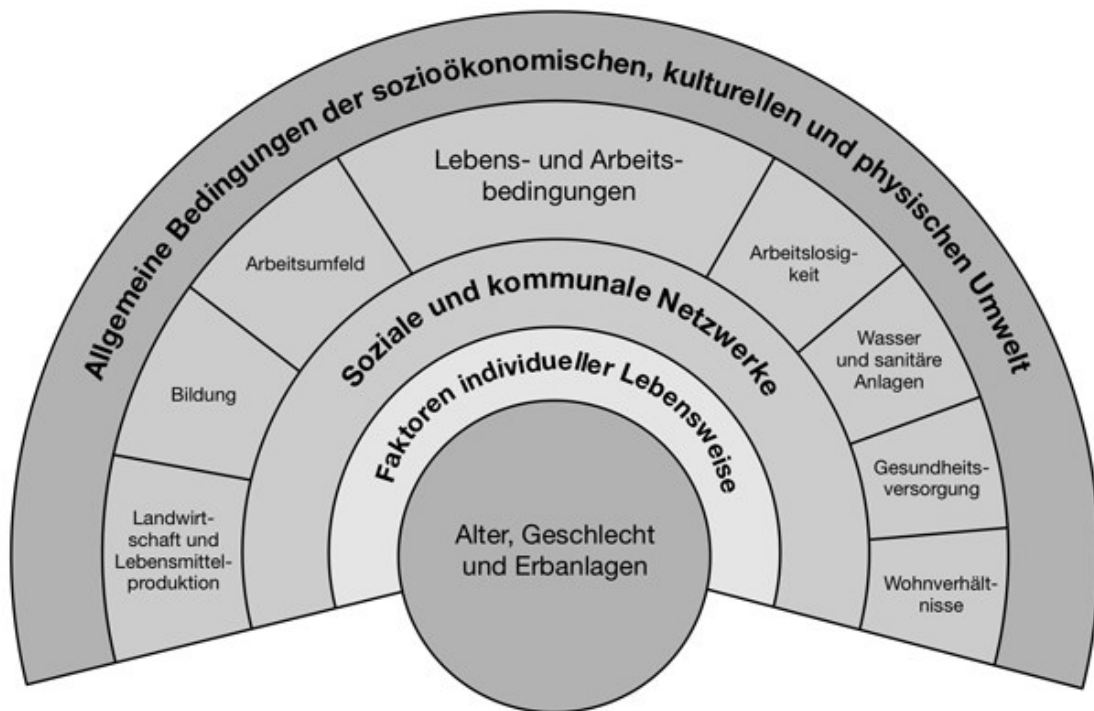 Allgemeine Bedingungen der sozioökonomischen, kulturellen und physischen Umwelt
Lebens- und Arbeits-
bedingungen
Arbeitsumfeld
Bildung
Landwirt-
schaft und
Lebensmittel-
produktion
Arbeitslosig-
keit
Wasser
und sanitäre
Anlagen
Gesundheits-
versorgung
Wohnverhält-
nisse
Soziale und kommunale Netzwerke
Faktoren individueller Lebensweise
Alter, Geschlecht
und Erbanlagen